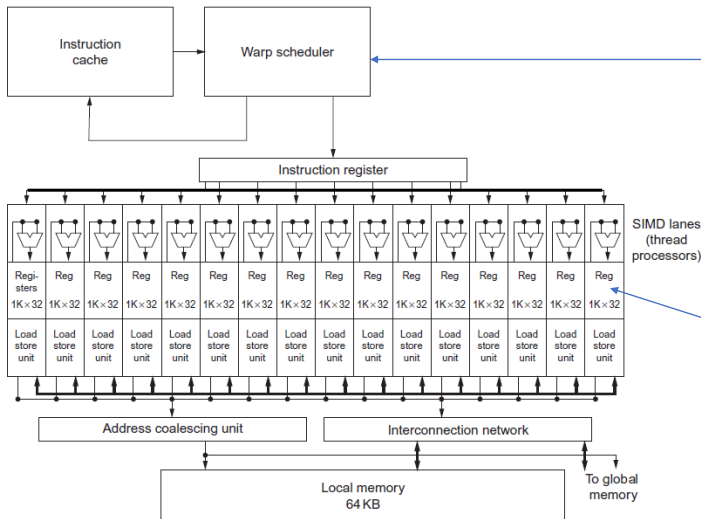 Instruction
cache
Warp scheduler
Instruction register
SIMD lanes
(thread
processors)
Regi-
sters Reg Reg Reg Reg Reg Reg Reg Reg Reg Reg Reg Reg Reg Reg Reg
1K×32 1K×32 1K×32 1K×32 1K×32 1K×32 1K×32 1K×32 1K×32 1K×32 1K×32 1K×32 1K×32 1K×32 1K×32 1K×32
Load Load Load Load Load Load Load Load Load Load Load Load Load Load Load Load
store store store store store store store store store store store store store store store store
unit unit unit unit unit unit unit unit unit unit unit unit unit unit unit unit
Address coalescing unit
Interconnection network
Local memory
64 KB
To global
memory